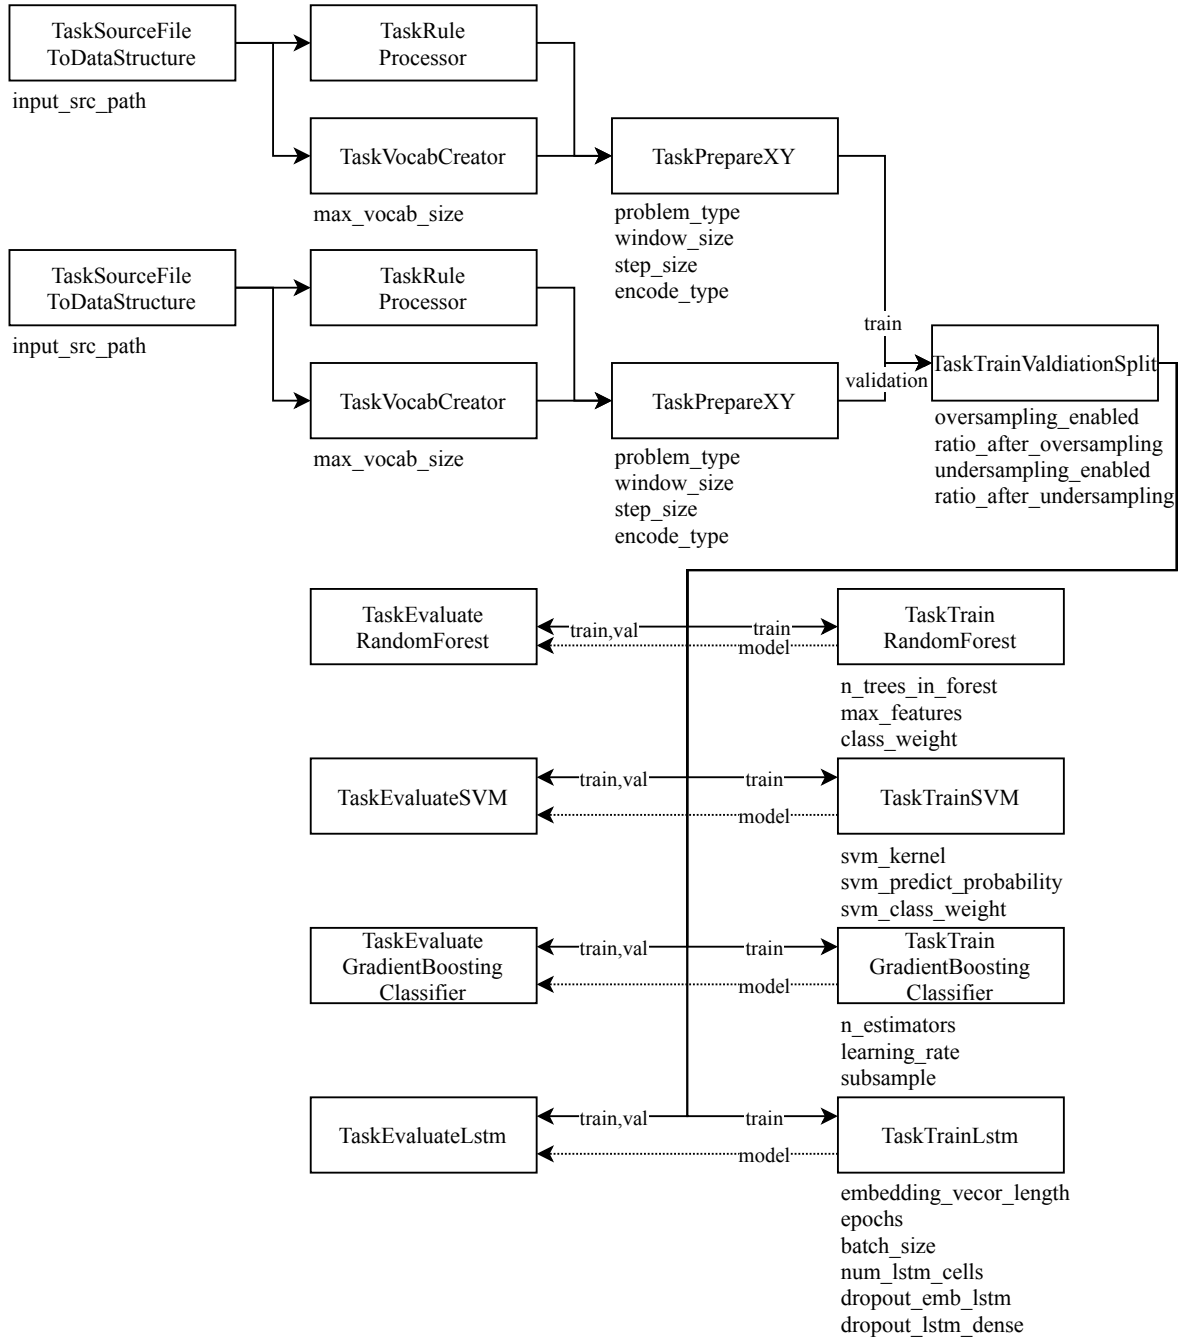 TaskSourceFile
ToDataStructure
input_src_path
TaskRule
Processor
TaskVocabCreator
max_vocab_size
TaskPrepareXY
problem_type
window_size
step_size
encode_type
TaskSourceFile
ToDataStructure
input_src_path
TaskRule
Processor
TaskVocabCreator
max_vocab_size
TaskPrepareXY
problem_type
window_size
step_size
encode_type
train
validation
TaskTrainValdiationSplit
oversampling_enabled
ratio_after_oversampling
undersampling_enabled
ratio_after_undersampling
TaskEvaluate
RandomForest
train,val
train
model
TaskTrain
RandomForest
n_trees_in_forest
max_features
class_weight
TaskEvaluateSVM
train,val
train
model
TaskTrainSVM
svm_kernel
svm_predict_probability
svm_class_weight
TaskEvaluate
GradientBoosting
Classifier
train,val
train
model
TaskTrain
GradientBoosting
Classifier
n_estimators
learning_rate
subsample
TaskEvaluateLstm
train,val
train
model
TaskTrainLstm
embedding_vecor_length
epochs
batch_size
num_lstm_cells
dropout_emb_lstm
dropout_lstm_dense